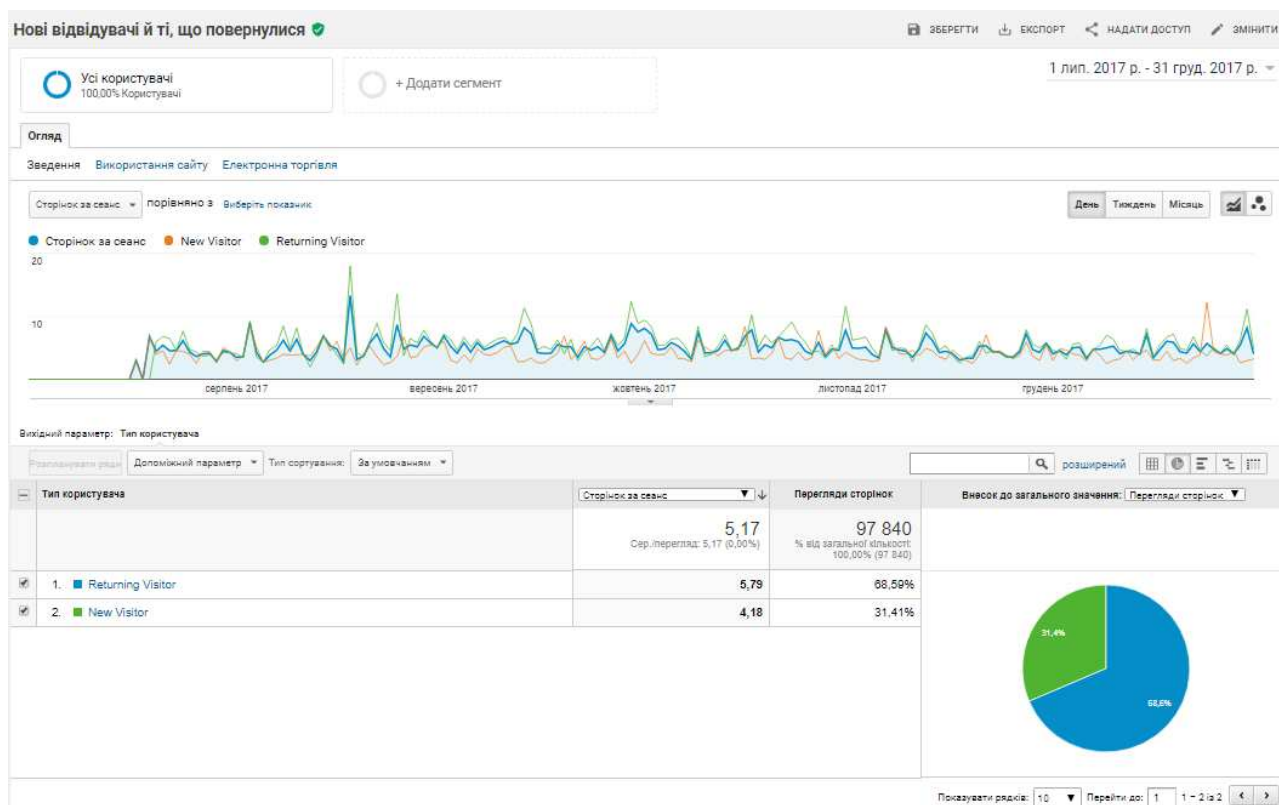 Нові відвідувачі й ті, що повернулися
ЗБЕРЕГТИ ЕКСПОРТ НАДАТИ ДОСТУП ЗМІНИТИ
Усі користувачі
100,00% Користувачі
+ Додати сегмент
1 лип. 2017 р. - 31 груд. 2017 р.
Огляд
Зведення Використання сайту Електронна торгівля
Сторінок за сеанс порівняно з Виберіть показник
День Тиждень Місяць
Сторінок за сеанс New Visitor Returning Visitor
20
10
серпень 2017 вересень 2017 жовтень 2017 листопад 2017 грудень 2017
Вихідний параметр: Тип користувача
Розпланувати ряди Допоміжний параметр Тип сортування: За умовчанням розширений
Тип користувача Сторінок за сеанс Перегляди сторінок Внесок до загального значення: Перегляди сторінок
5,17 97 840
Сер./перегляд: 5,17 (0,00%) % від загальної кількості:
100,00% (97 840)
1. Returning Visitor 5,79 68,59%
2. New Visitor 4,18 31,41%
31,4%
68,6%
Показувати рядків: 10 Перейти до: 1 1 – 2 із 2